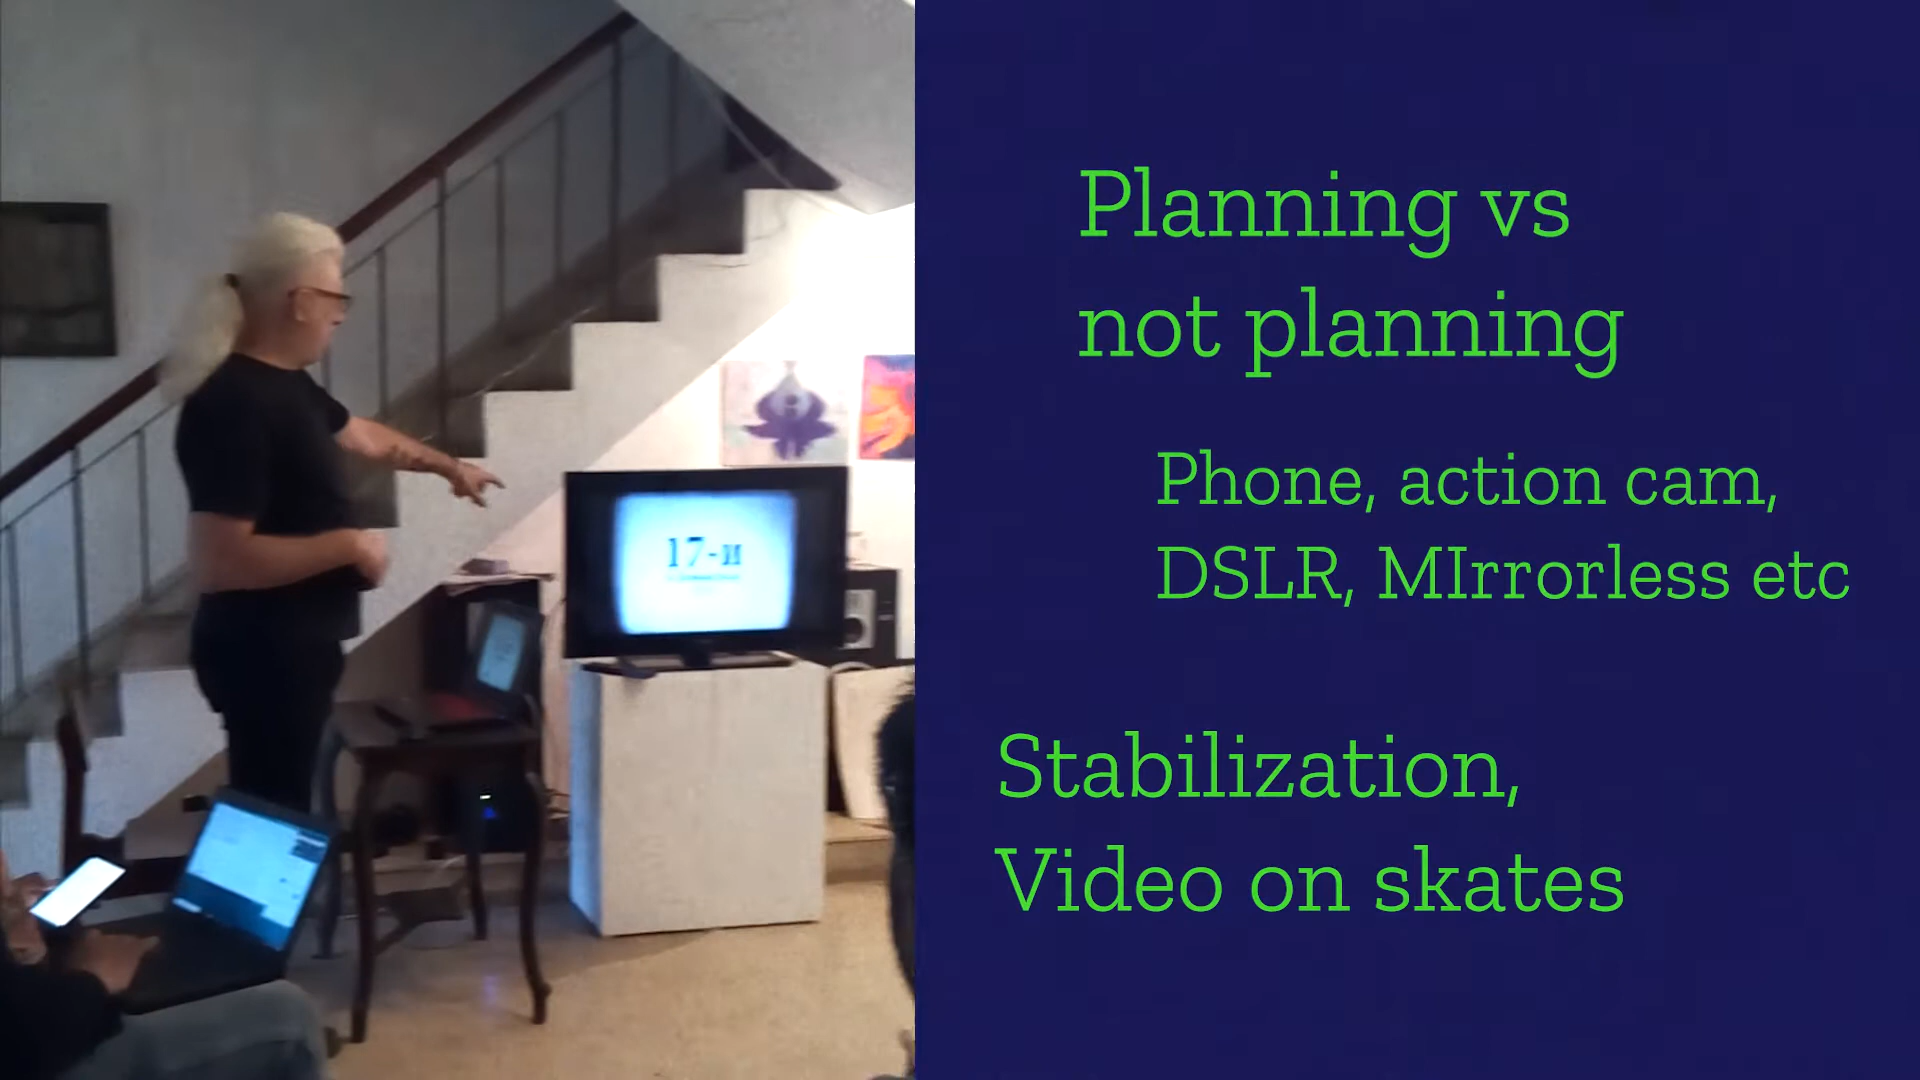 17-й
Planning vs
not planning
Phone, action cam,
DSLR, MIrrorless etc
Stabilization,
Video on skates